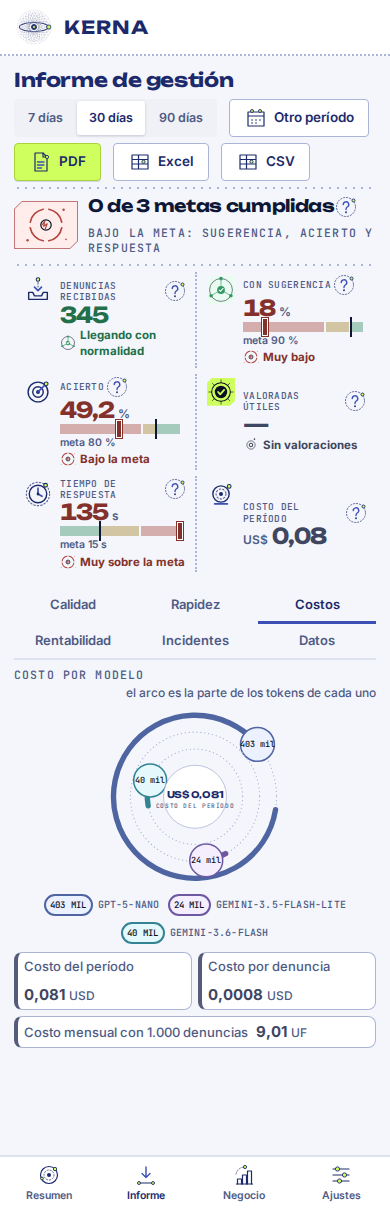 KERNA
Informe de gestión
7 días 30 días 90 días Otro período
PDF Excel CSV
0 de 3 metas cumplidas ?
BAJO LA META: SUGERENCIA, ACIERTO Y
RESPUESTA
DENUNCIAS
RECIBIDAS ?
345
Llegando con
normalidad
CON SUGERENCIA ?
18 %
meta 90 %
Muy bajo
ACIERTO ?
49,2 %
meta 80 %
Bajo la meta
VALORADAS
ÚTILES ?
—
Sin valoraciones
TIEMPO DE
RESPUESTA ?
135 s
meta 15 s
Muy sobre la meta
COSTO DEL
PERÍODO ?
US$ 0,08
Calidad Rapidez Costos
Rentabilidad Incidentes Datos
COSTO POR MODELO
el arco es la parte de los tokens de cada uno
403 mil
40 mil
US$ 0,081
COSTO DEL PERÍODO
24 mil
403 MIL GPT-5-NANO 24 MIL GEMINI-3.5-FLASH-LITE
40 MIL GEMINI-3.6-FLASH
Costo del período
0,081 USD
Costo por denuncia
0,0008 USD
Costo mensual con 1.000 denuncias 9,01 UF
Resumen Informe Negocio Ajustes